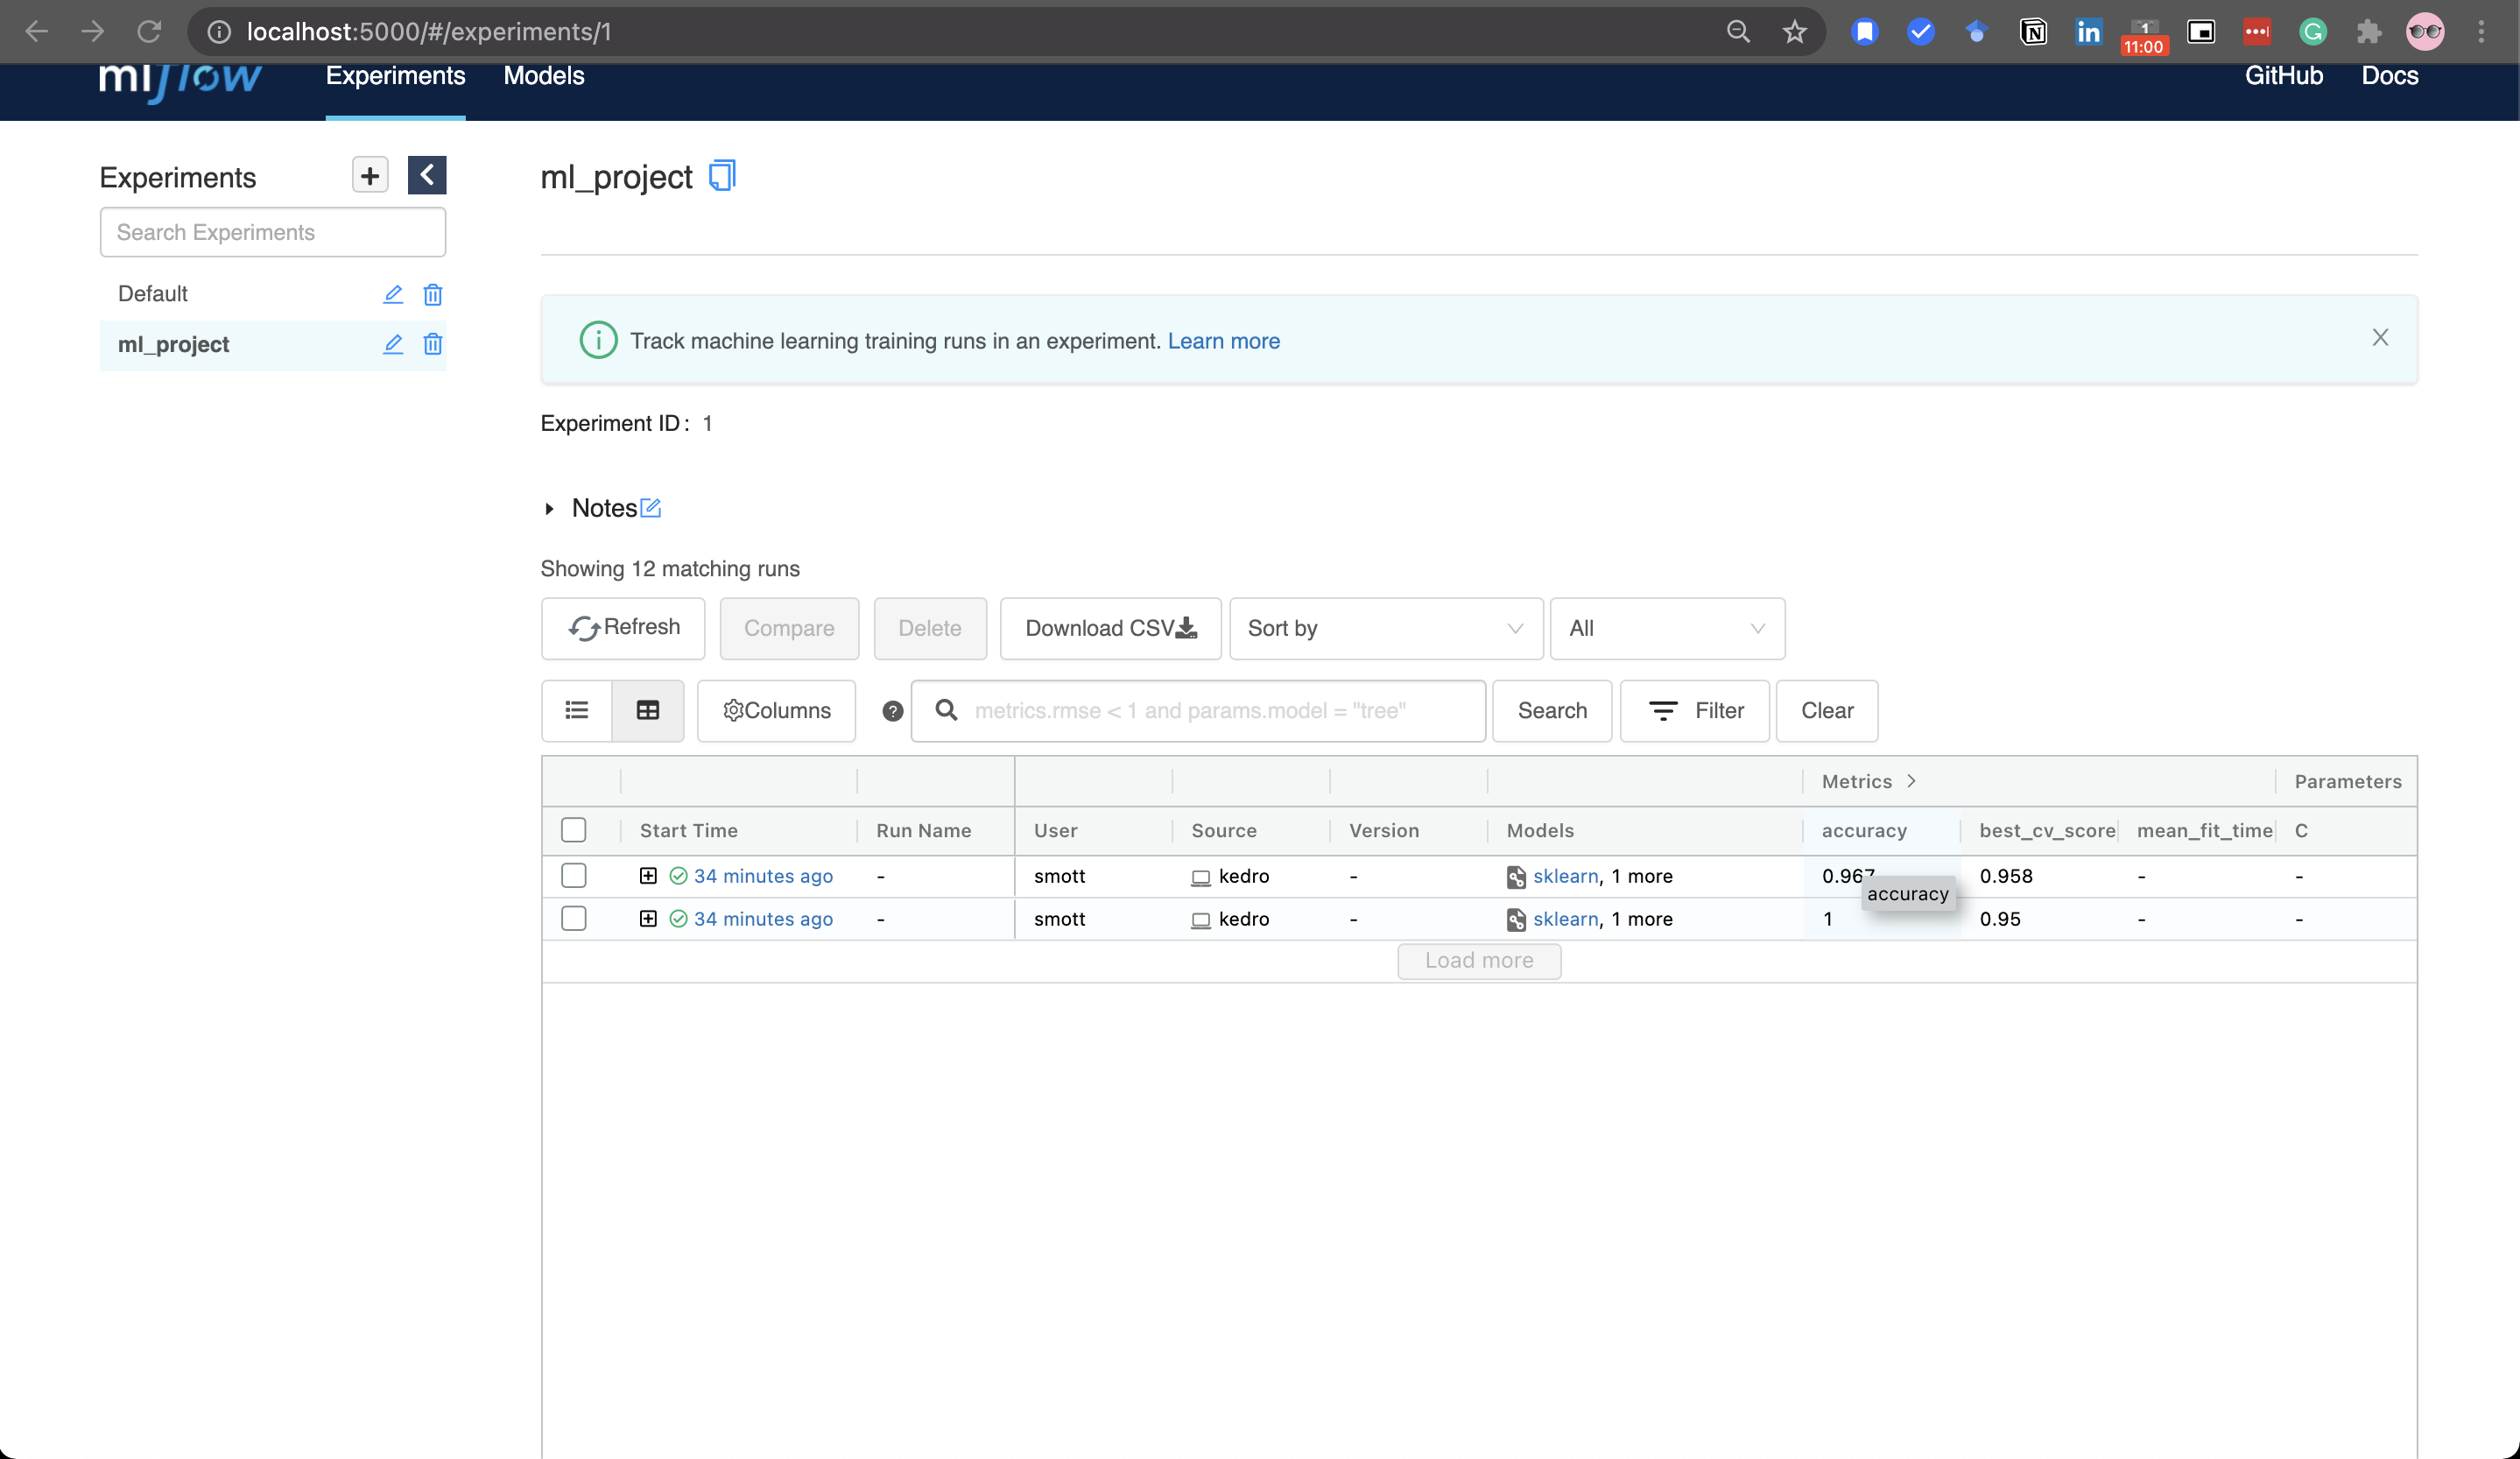 localhost:5000/#/experiments/1
1
11:00
mlflow Experiments Models GitHub Docs
Experiments
Search Experiments
Default
ml_project
ml_project
Track machine learning training runs in an experiment. Learn more
Experiment ID: 1
Notes
Showing 12 matching runs
Refresh Compare Delete Download CSV Sort by All
Columns ? metrics.rmse < 1 and params.model = "tree" Search Filter Clear
Metrics > Parameters
Start Time Run Name User Source Version Models accuracy best_cv_score mean_fit_time C
34 minutes ago - smott kedro - sklearn, 1 more 0.967 0.958 - -
accuracy
34 minutes ago - smott kedro - sklearn, 1 more 1 0.95 - -
Load more